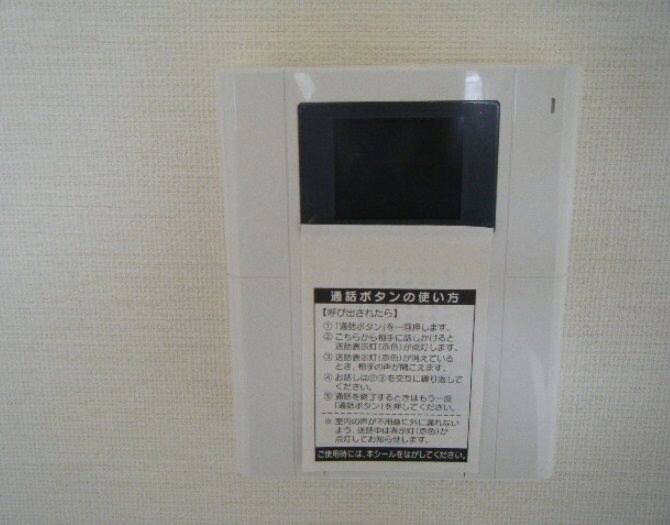 通話ボタンの使い方
【呼び出されたら】
①「通話ボタン」を一回押します。
②こちらから相手に話しかけると
送話表示灯(赤色)が点灯します。
③送話表示灯(赤色)が消えている
とき、相手の声が聞こえます。
④お話しは②③を交互に繰り返して
ください。
⑤通話を終了するときはもう一度
「通話ボタン」を押してください。
※室内の声が不用意に外に漏れない
よう、送話中は表示灯(赤色)が
点灯してお知らせします。
ご使用時には、本シールをはがしてください。